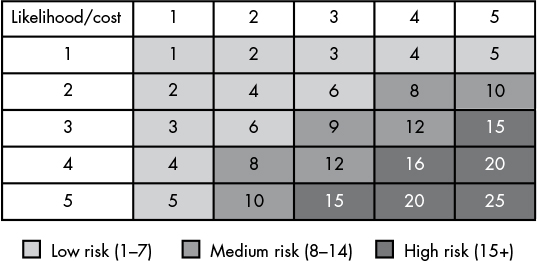 Likelihood/cost 1 2 3 4 5
1 1 2 3 4 5
2 2 4 6 8 10
3 3 6 9 12 15
4 4 8 12 16 20
5 5 10 15 20 25
Low risk (1–7) Medium risk (8–14) High risk (15+)